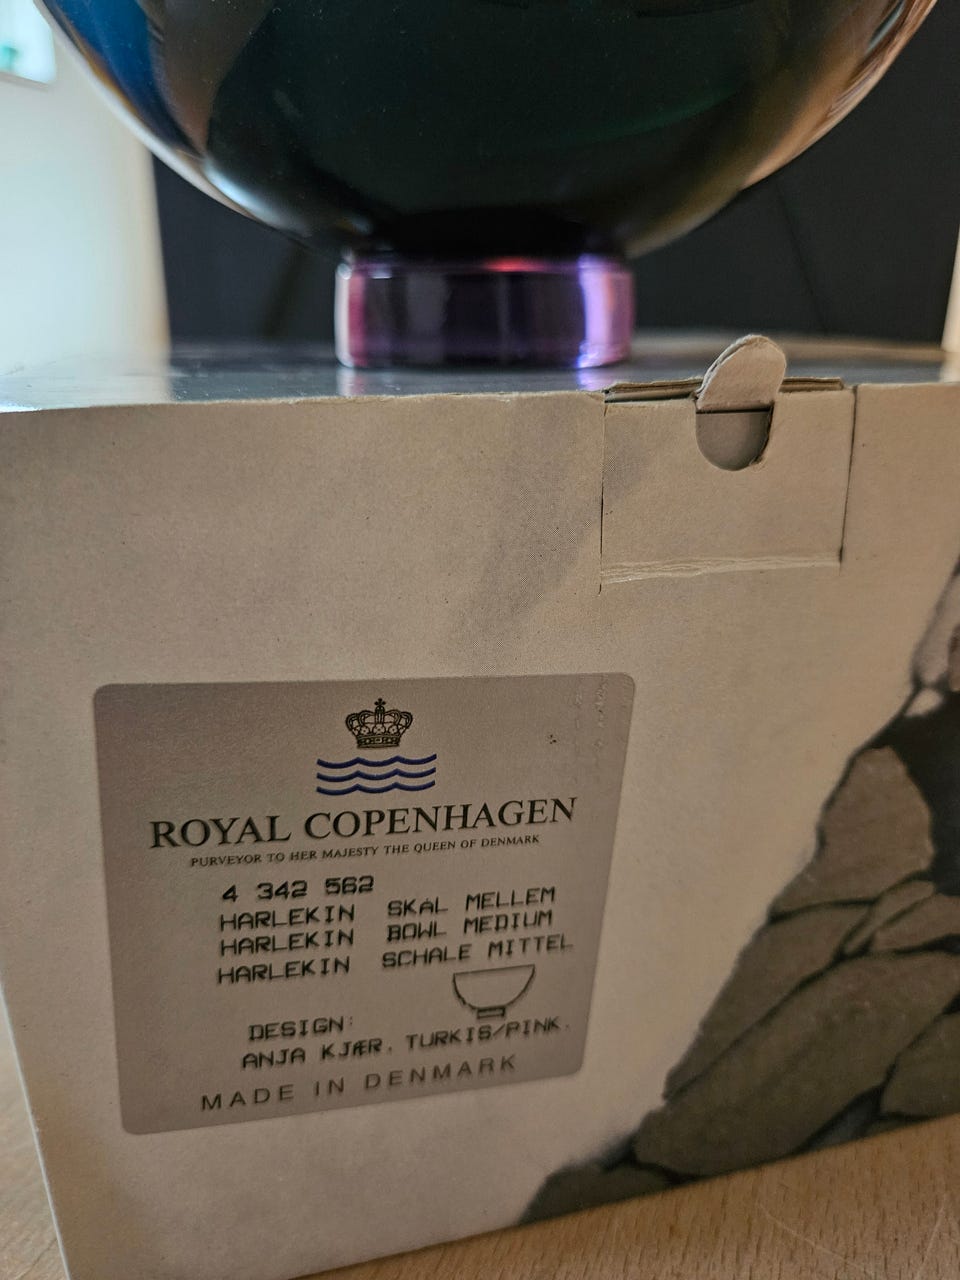 ROYAL COPENHAGEN
PURVEYOR TO HER MAJESTY THE QUEEN OF DENMARK
4 342 562
HARLEKIN SKÅL MELLEM
HARLEKIN BOWL MEDIUM
HARLEKIN SCHALE MITTEL
DESIGN:
ANJA KJÆR. TURKIS/PINK.
MADE IN DENMARK